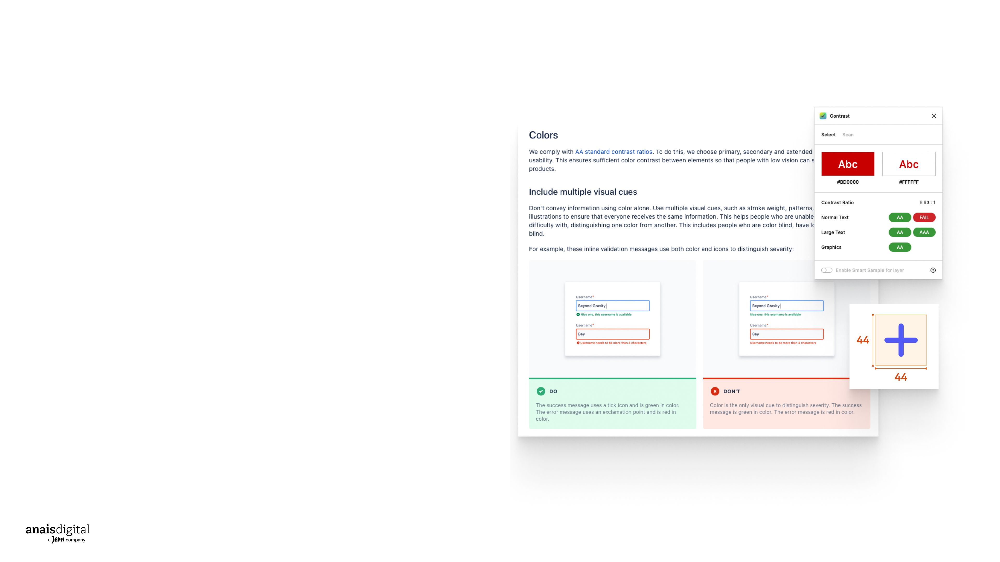 Colors
We comply with AA standard contrast ratios. To do this, we choose primary, secondary and extended
usability. This ensures sufficient color contrast between elements so that people with low vision can
products.
Include multiple visual cues
Don't convey information using color alone. Use multiple visual cues, such as stroke weight, patterns,
illustrations to ensure that everyone receives the same information. This helps people who are unable
difficulty with, distinguishing one color from another. This includes people who are color blind, have
blind.
For example, these inline validation messages use both color and icons to distinguish severity:
Username*
Beyond Gravity
Nice one, this username is available
Username*
Bey
Username needs to be more than 4 characters
DO
The success message uses a tick icon and is green in color.
The error message uses an exclamation point and is red in
color.
Username*
Beyond Gravity
Nice one, this username is available
Username*
Bey
Username needs to be more than 4 characters
DON'T
Color is the only visual cue to distinguish severity. The success
message is green in color. The error message is red in color.
Contrast
Select Scan
Abc Abc
#BD0000 #FFFFFF
Contrast Ratio 6.63 : 1
Normal Text AA FAIL
Large Text AA AAA
Graphics AA
Enable Smart Sample for layer
44
44
anaisdigital
a Jems company